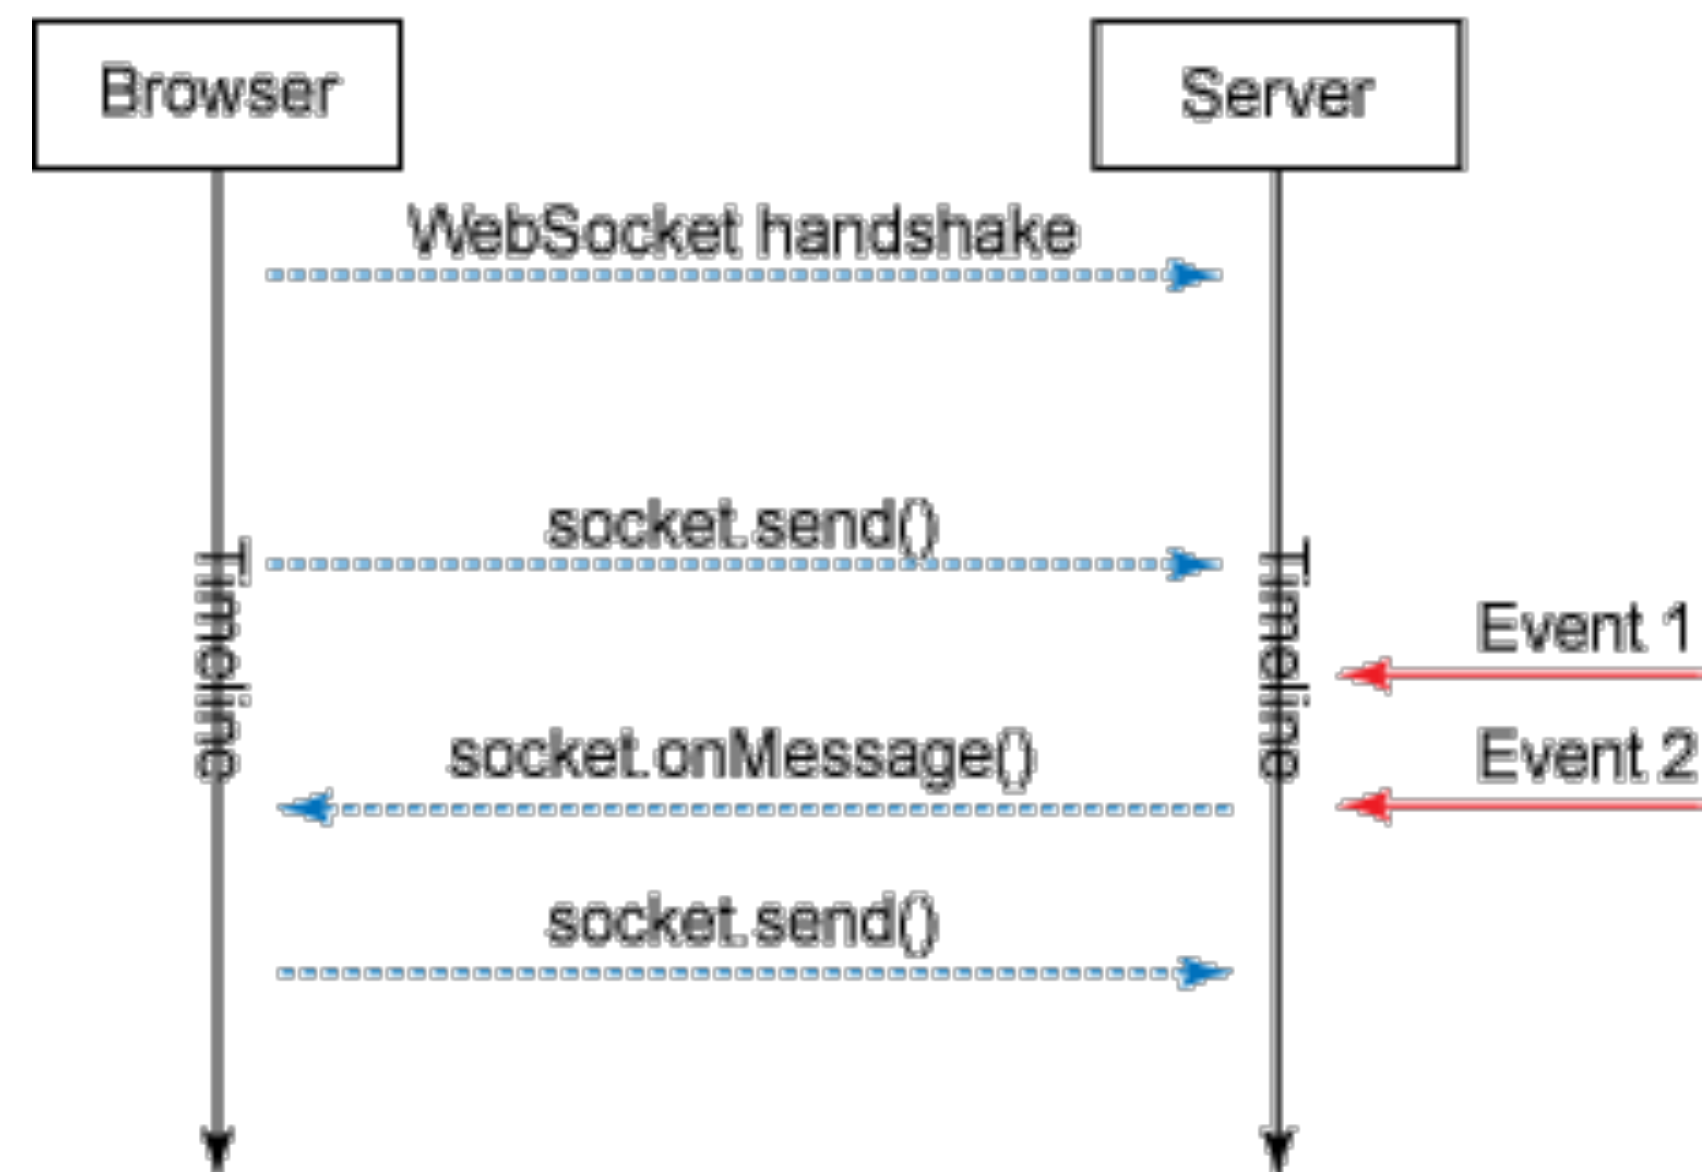 Browser
Server
WebSocket handshake
socket.send()
Timeline
Timeline
Event 1
socket.onMessage()
Event 2
socket.send()